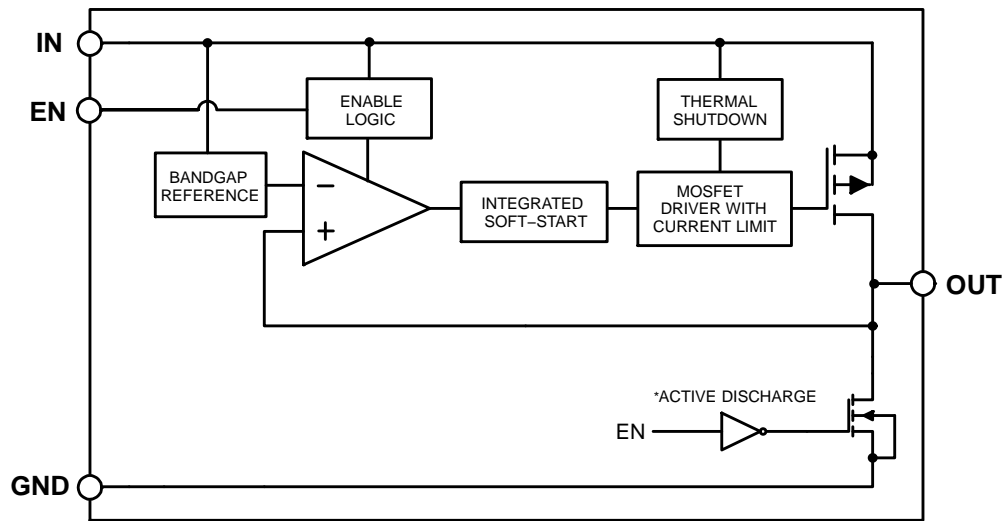 IN
EN
ENABLE
LOGIC
THERMAL
SHUTDOWN
BANDGAP
REFERENCE
−
+
INTEGRATED
SOFT−START
MOSFET
DRIVER WITH
CURRENT LIMIT
OUT
*ACTIVE DISCHARGE
EN
GND